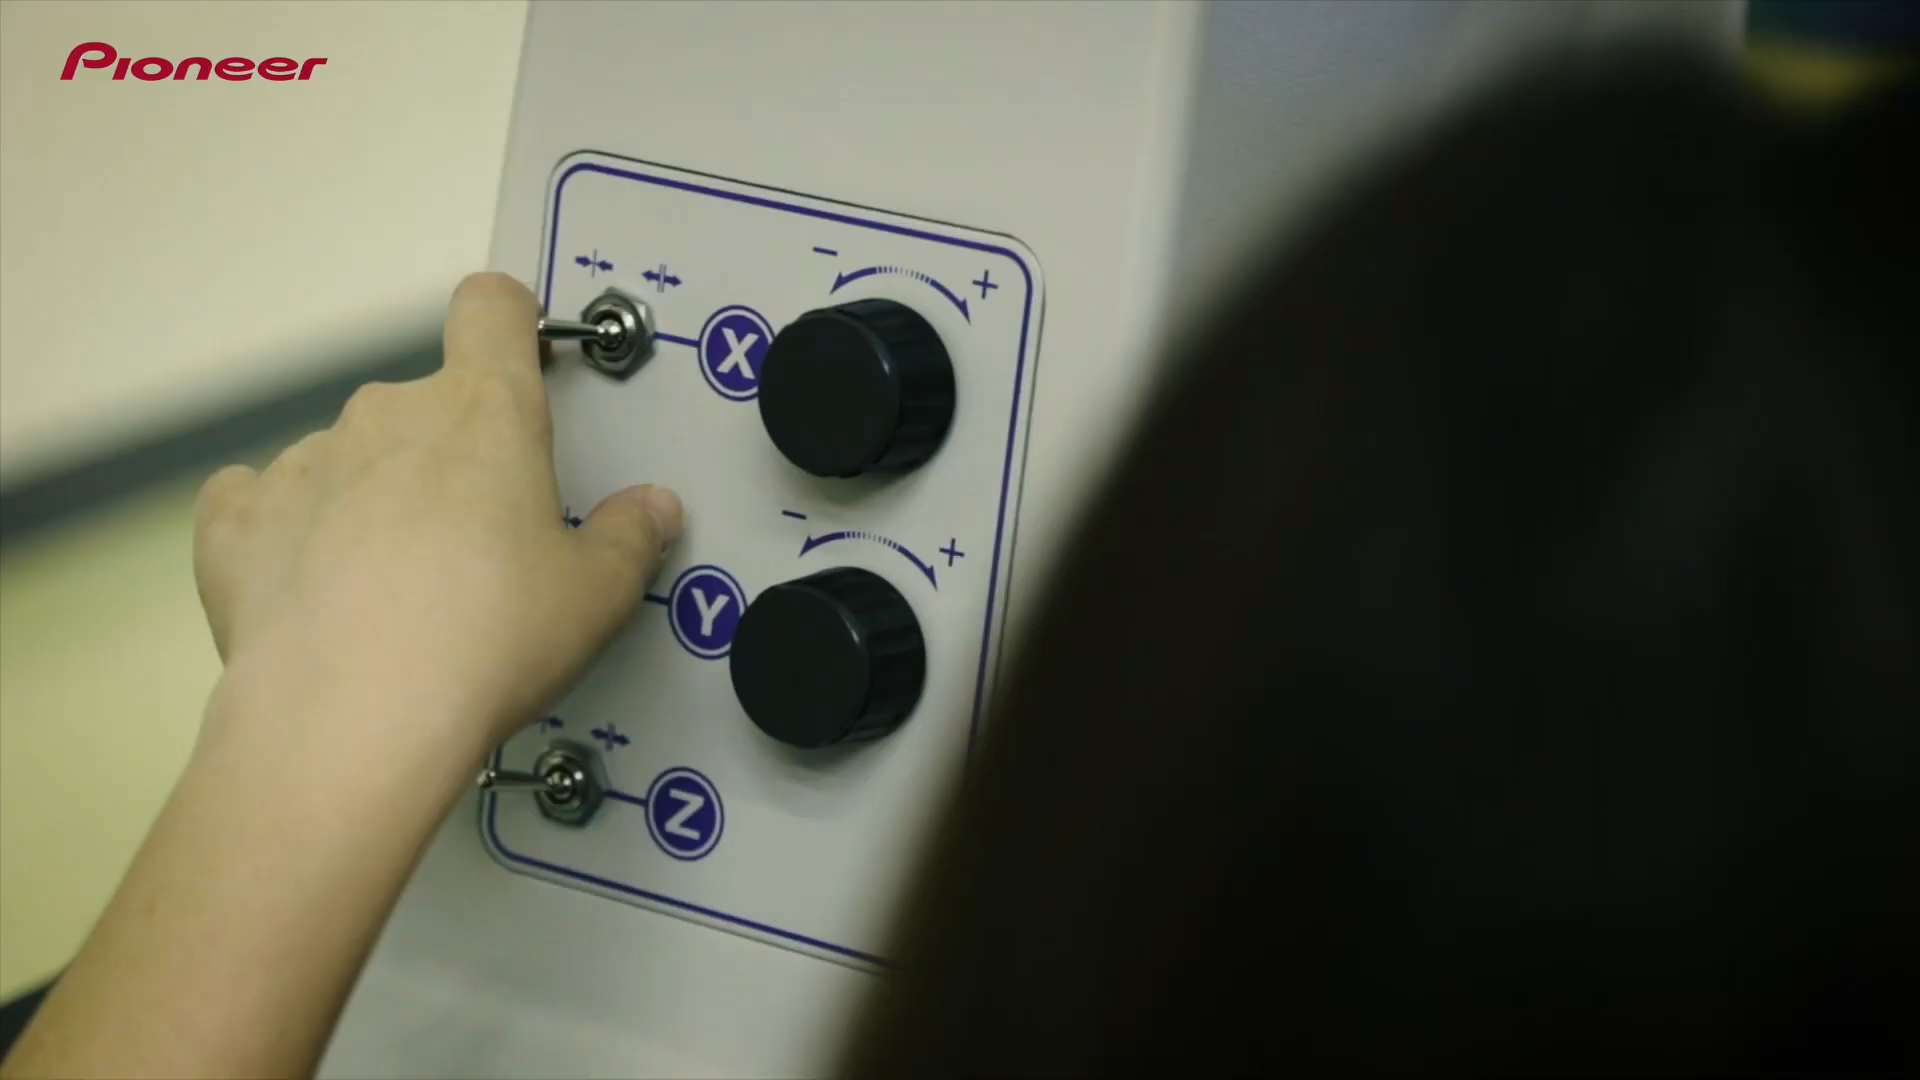 Pioneer
− +
X
− +
Y
Z